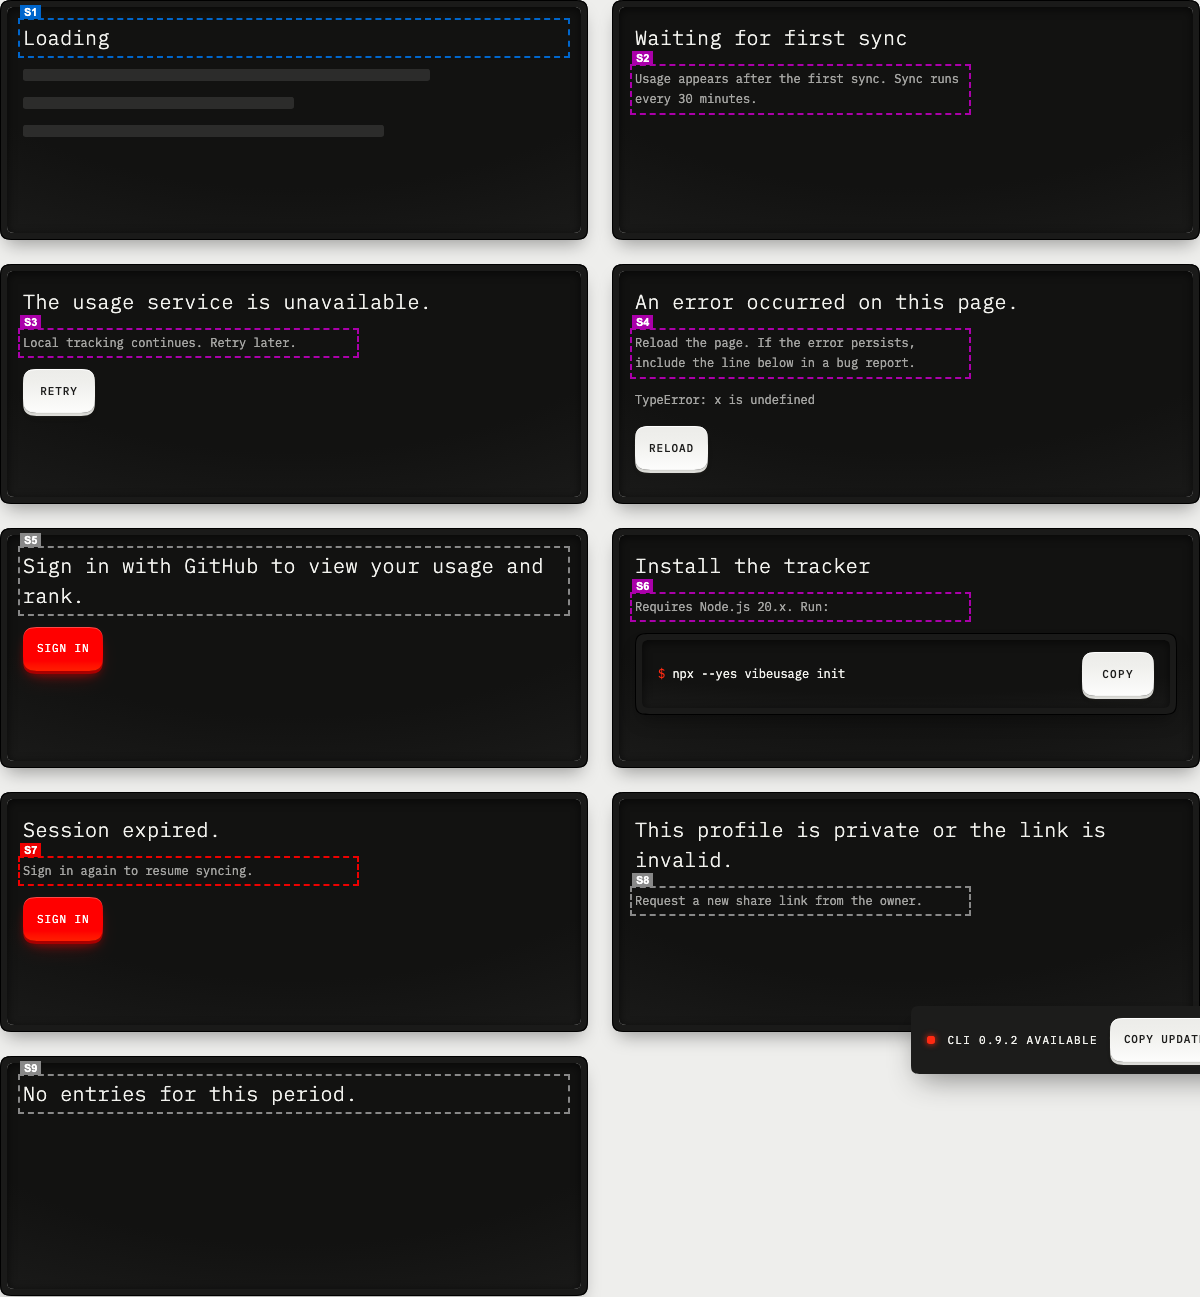 S1
Loading
Waiting for first sync
S2
Usage appears after the first sync. Sync runs
every 30 minutes.
The usage service is unavailable.
S3
Local tracking continues. Retry later.
RETRY
An error occurred on this page.
S4
Reload the page. If the error persists,
include the line below in a bug report.
TypeError: x is undefined
RELOAD
S5
Sign in with GitHub to view your usage and
rank.
SIGN IN
Install the tracker
S6
Requires Node.js 20.x. Run:
$ npx --yes vibeusage init
COPY
Session expired.
S7
Sign in again to resume syncing.
SIGN IN
This profile is private or the link is
invalid.
S8
Request a new share link from the owner.
CLI 0.9.2 AVAILABLE
COPY
S9
No entries for this period.